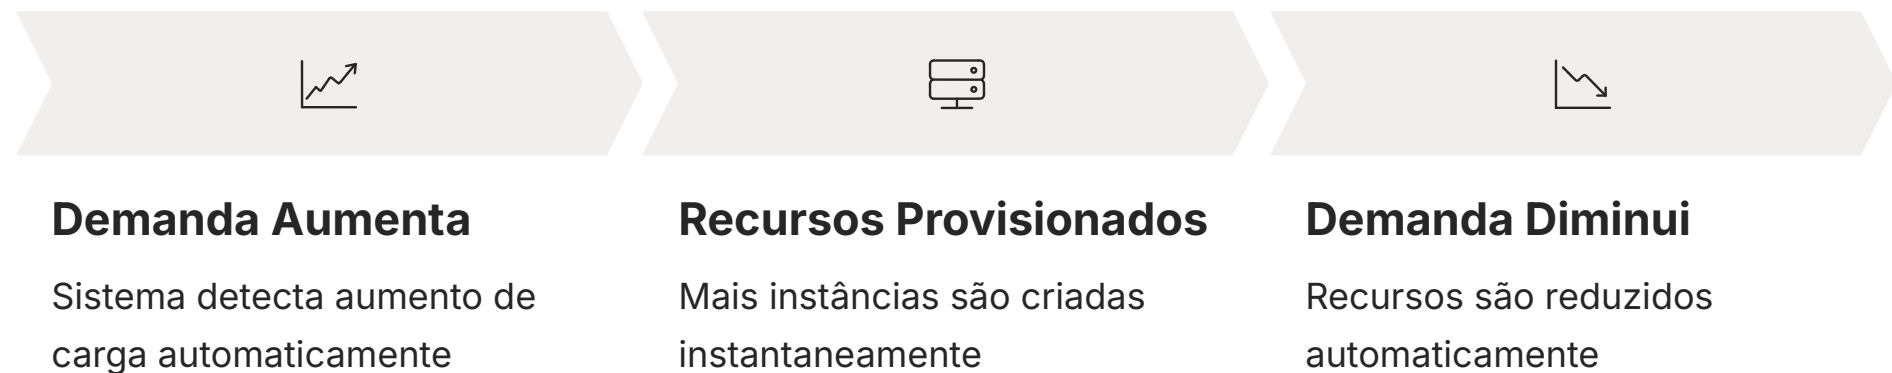 Demanda Aumenta
Sistema detecta aumento de
carga automaticamente
Recursos Provisionados
Mais instâncias são criadas
instantaneamente
Demanda Diminui
Recursos são reduzidos
automaticamente